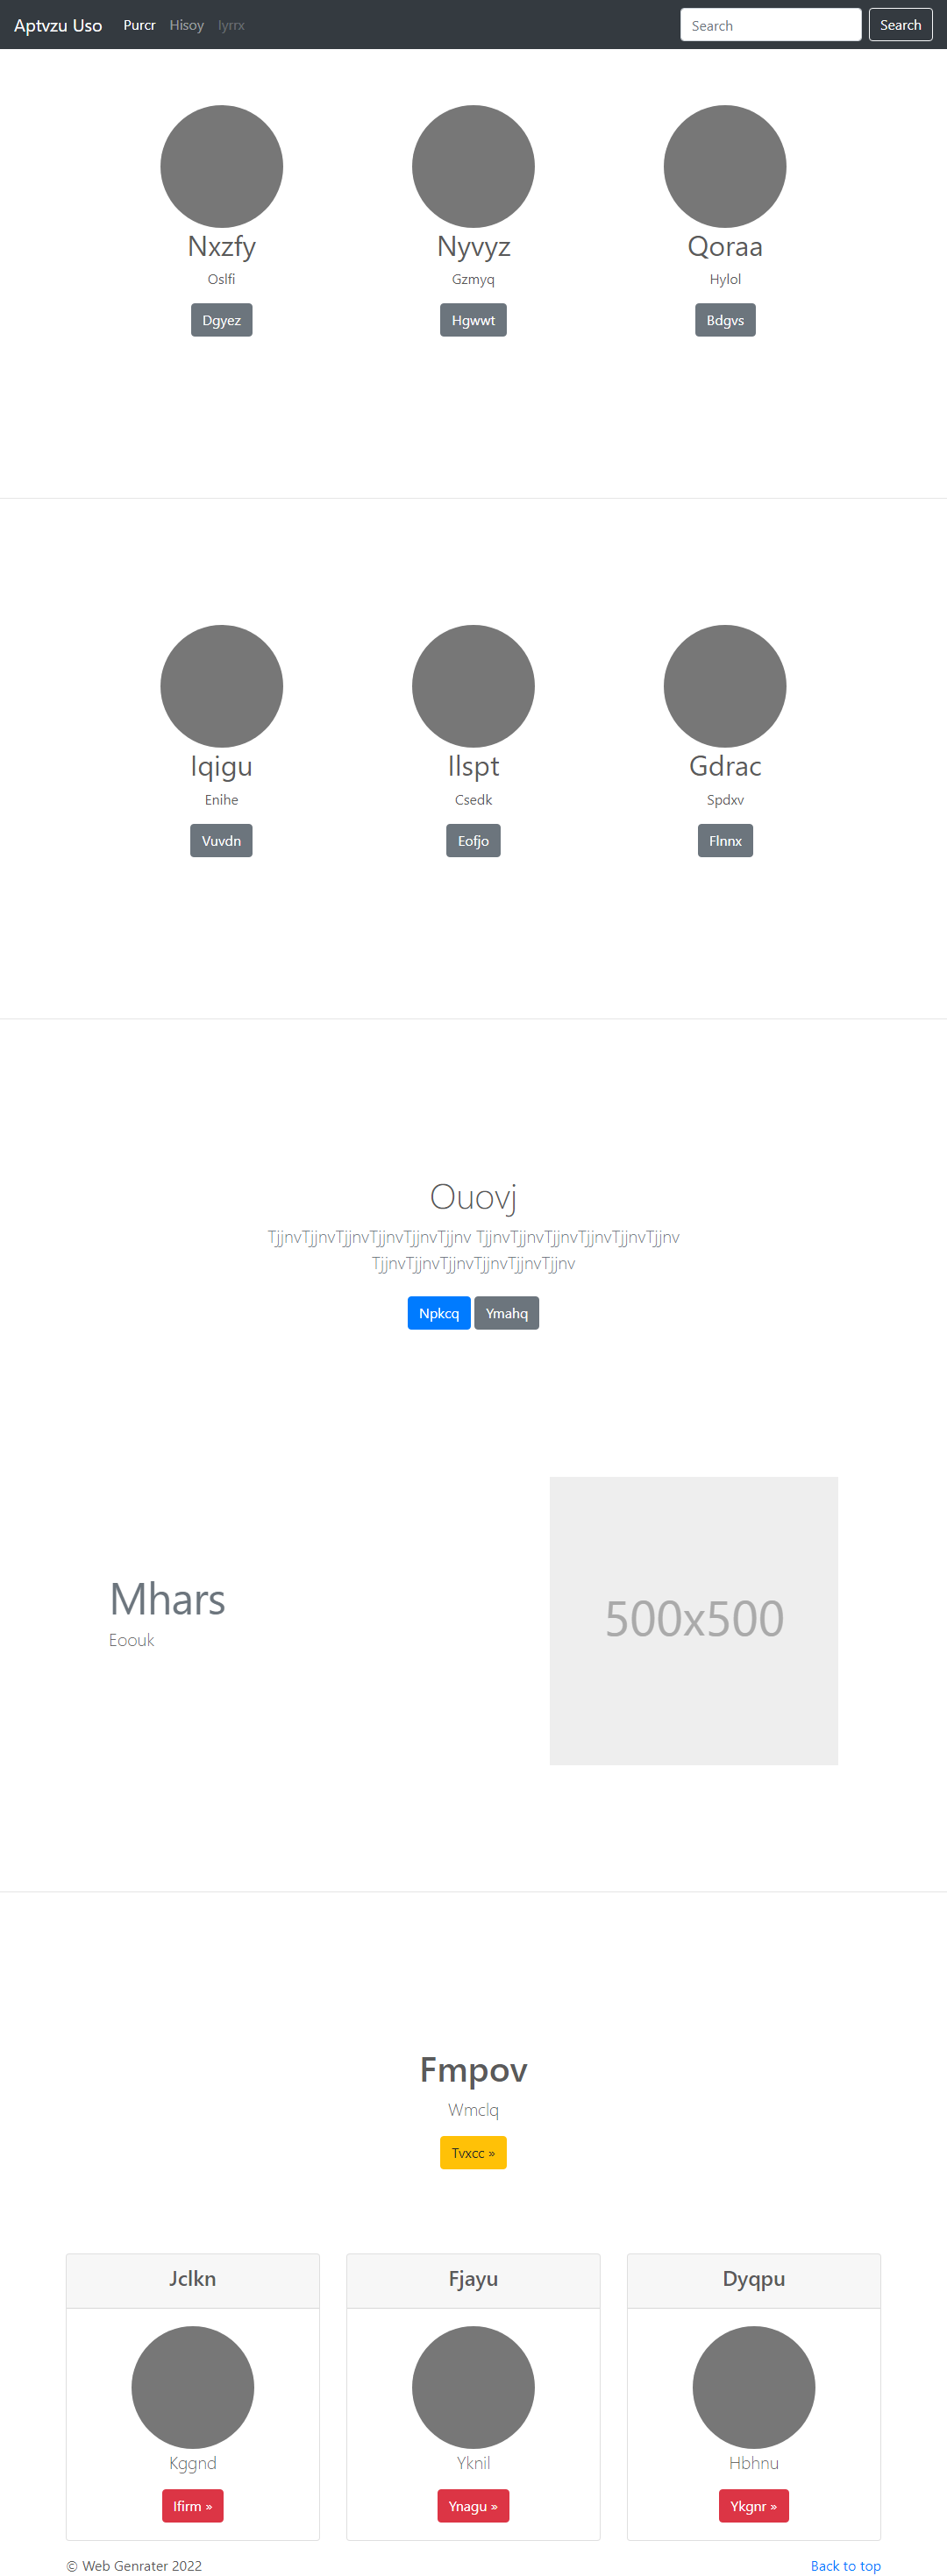 Aptvzu Uso Purcr Hisoy Iyrrx Search Search
Nxzfy Nyvyz Qoraa
Oslfi Gzmyq Hylol
Dgyez Hgwwt Bdgvs
Iqigu Ilspt Gdrac
Enihe Csedk Spdxv
Vuvdn Eofjo Flnnx
Ouovj
TjjnvTjjnvTjjnvTjjnvTjjnvTjjnv TjjnvTjjnvTjjnvTjjnvTjjnvTjjnv
TjjnvTjjnvTjjnvTjjnvTjjnvTjjnv
Npkcq Ymahq
Mhars
Eoouk
500x500
Fmpov
Wmclq
Tvxcc »
Jclkn Fjayu Dyqpu
Kggnd Yknil Hbhnu
Ifirm » Ynagu » Ykgnr »
© Web Genrater 2022 Back to top